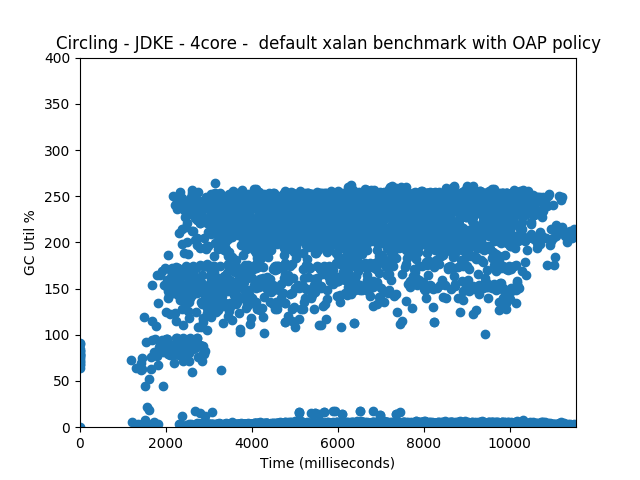 Circling - JDKE - 4core -  default xalan benchmark with OAP policy
400
350
300
250
200
150
100
50
0
GC Util %
0 2000 4000 6000 8000 10000
Time (milliseconds)